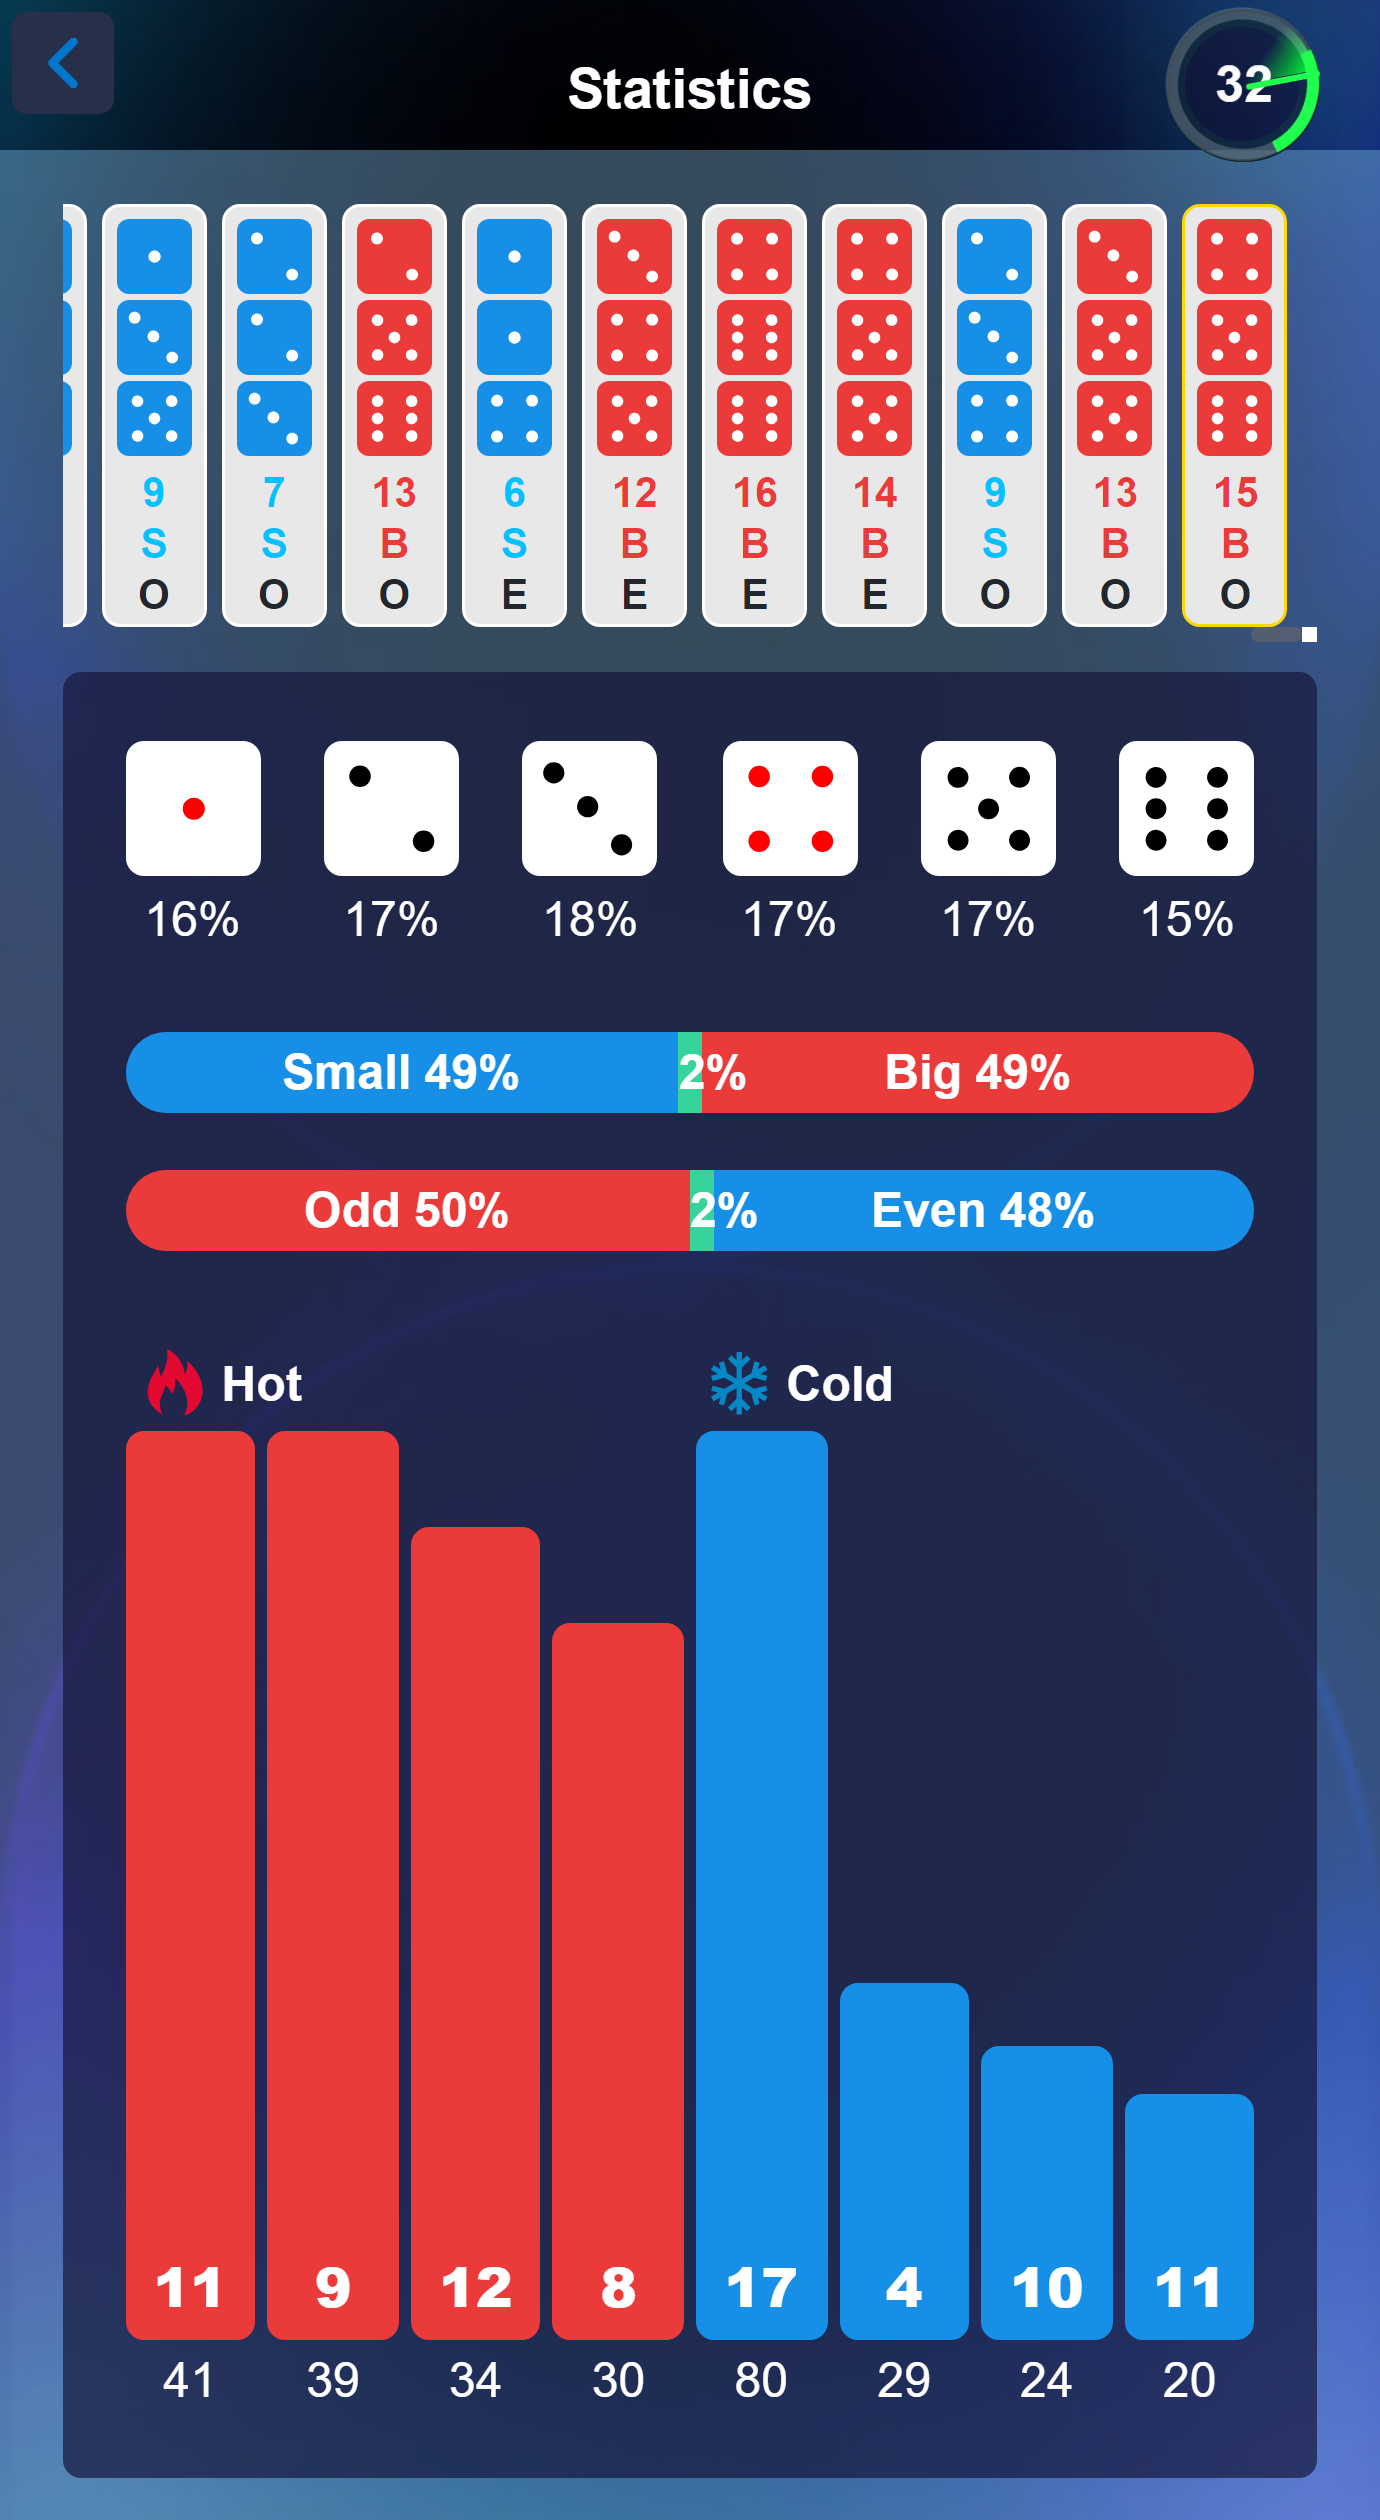 Statistics
32
9 7 13 6 12 16 14 9 13 15
S S B S B B B S B B
O O O E E E E O O O
16% 17% 18% 17% 17% 15%
Small 49% 2% Big 49%
Odd 50% 2% Even 48%
Hot Cold
11 9 12 8 17 4 10 11
41 39 34 30 80 29 24 20